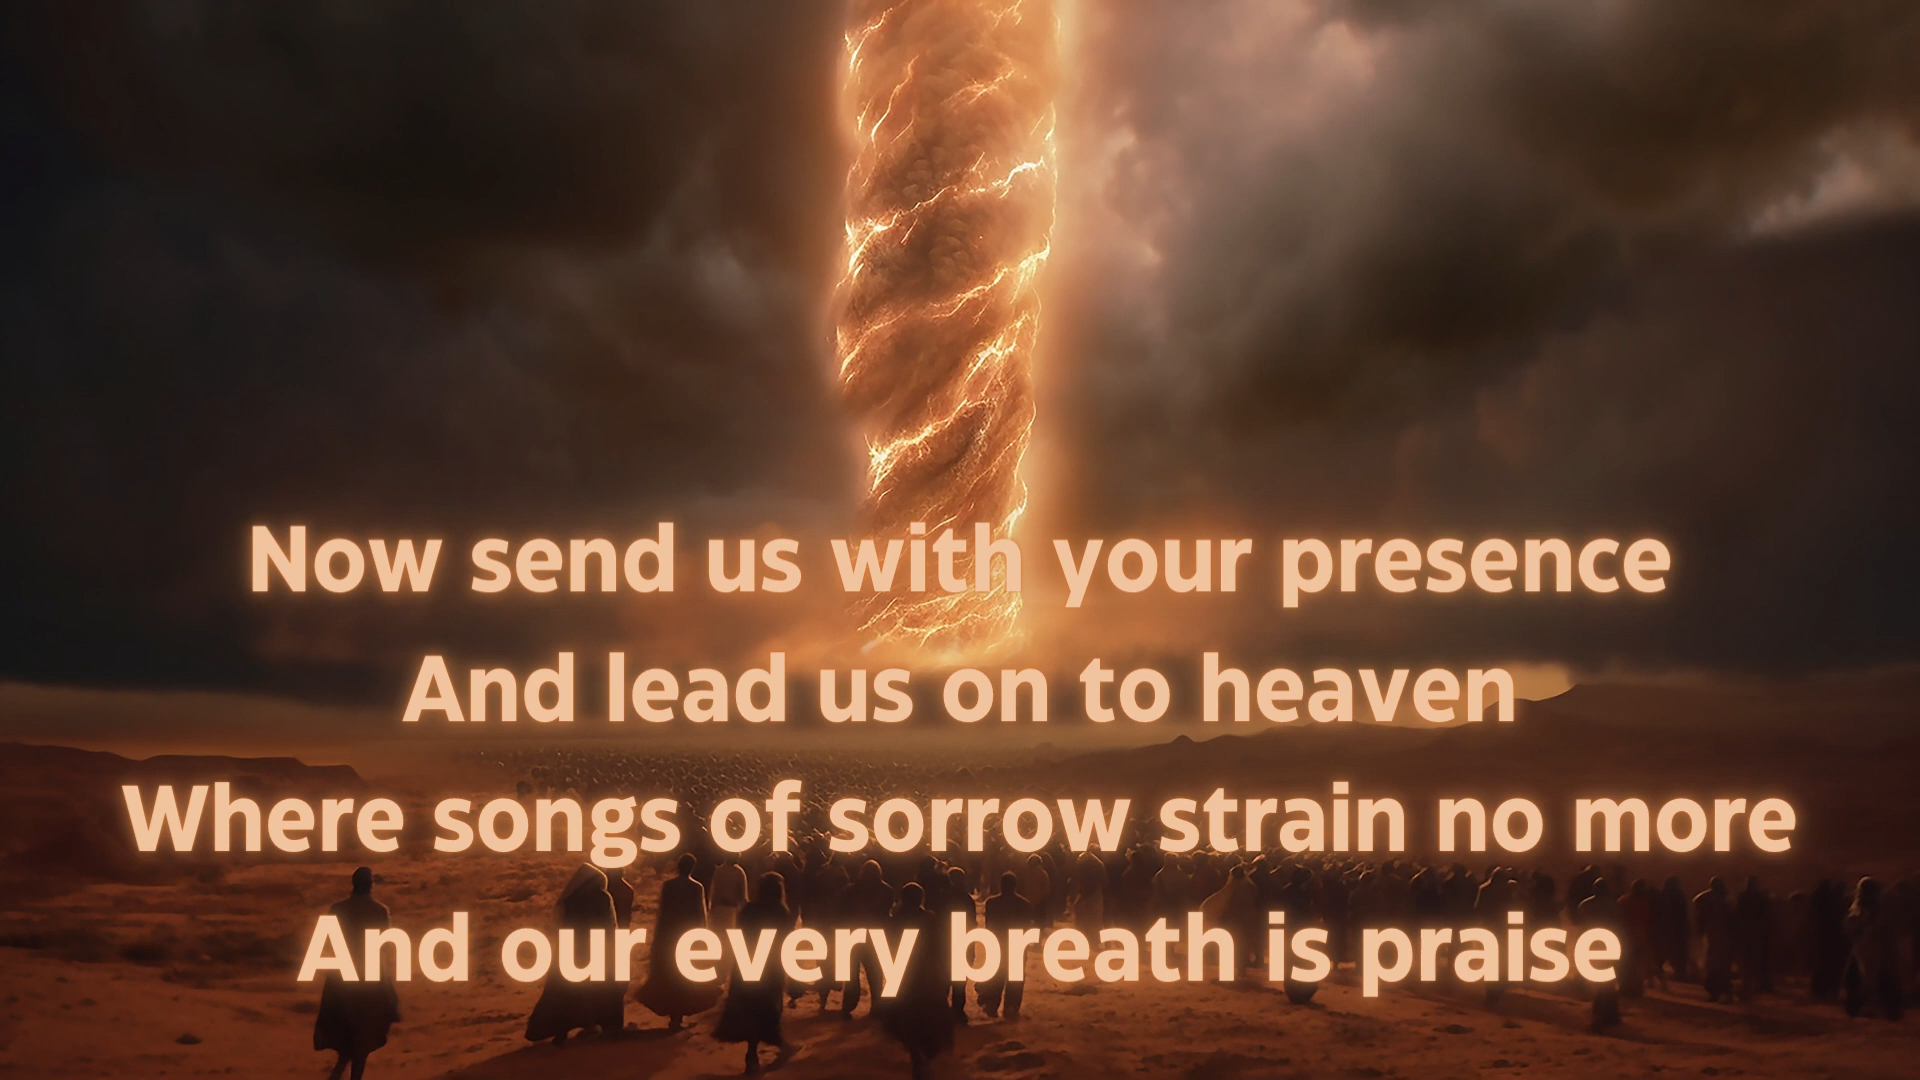 Now send us with your presence
And lead us on to heaven
Where songs of sorrow strain no more
And our every breath is praise